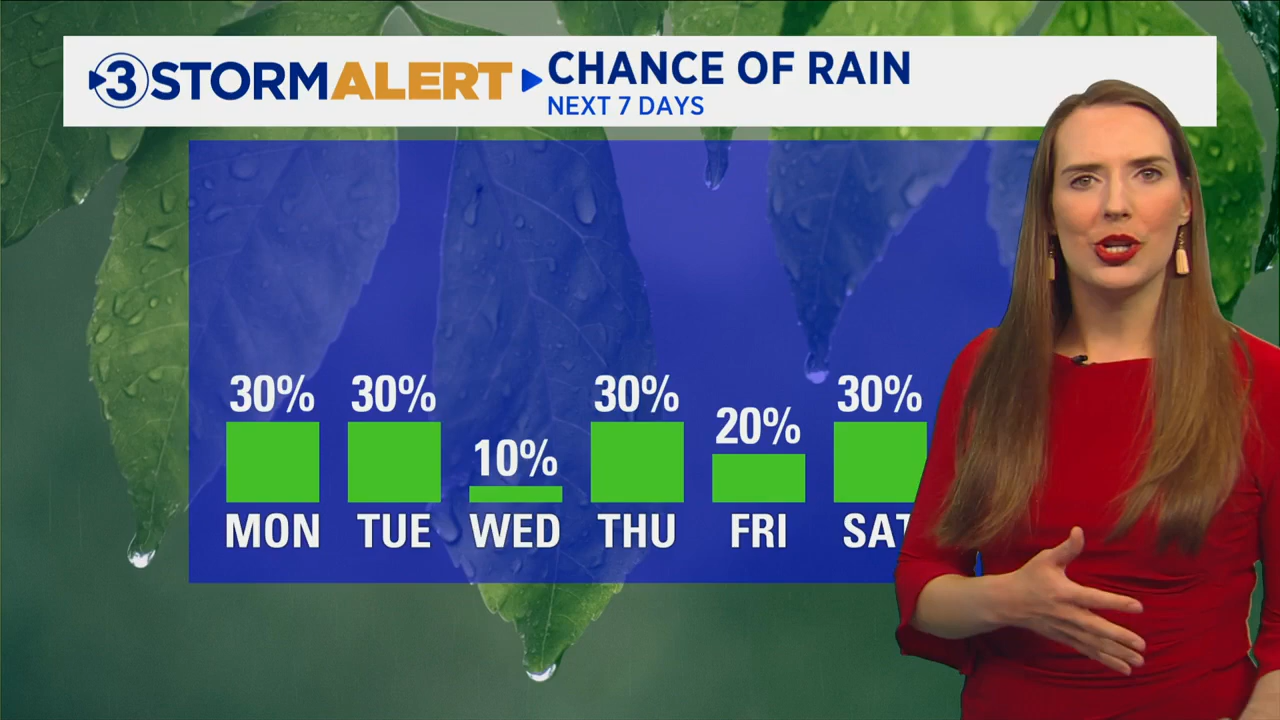 3 STORM ALERT
CHANCE OF RAIN
NEXT 7 DAYS
30% 30% 10% 30% 20% 30%
MON TUE WED THU FRI SAT